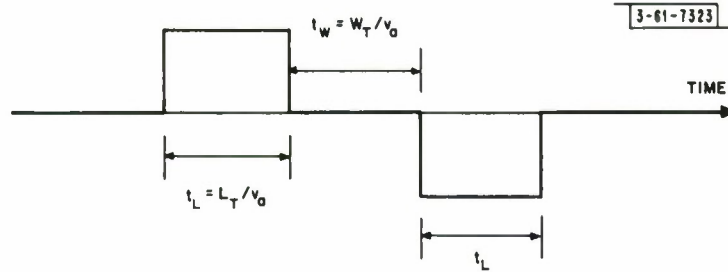 3-61-7323
t_W = W_T/v_a
TIME
t_L = L_T/v_a
t_L